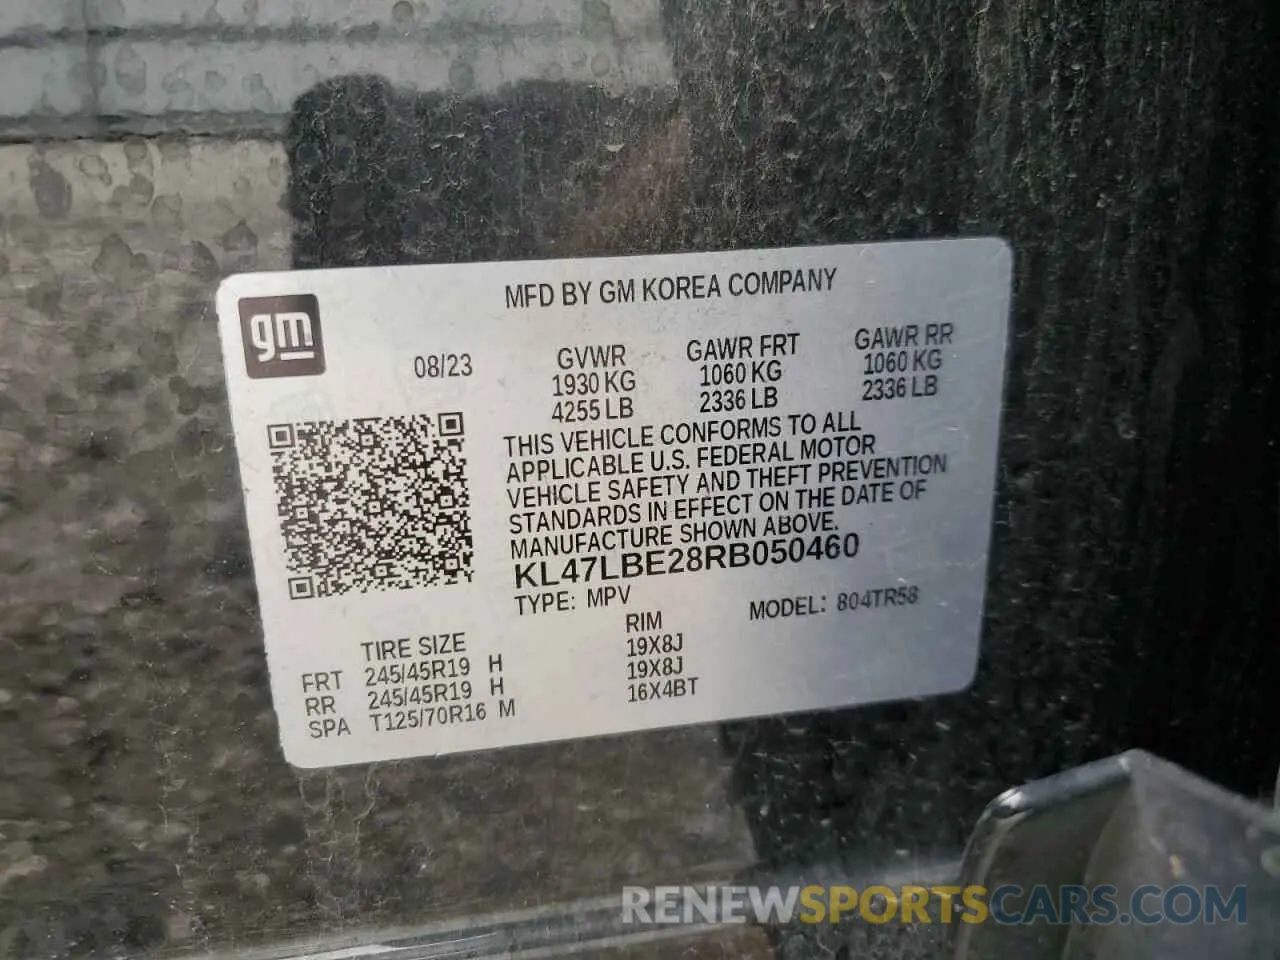 MFD BY GM KOREA COMPANY
gm
08/23
GVWR GAWR FRT GAWR RR
1930 KG 1060 KG 1060 KG
4255 LB 2336 LB 2336 LB
THIS VEHICLE CONFORMS TO ALL
APPLICABLE U.S. FEDERAL MOTOR
VEHICLE SAFETY AND THEFT PREVENTION
STANDARDS IN EFFECT ON THE DATE OF
MANUFACTURE SHOWN ABOVE.
KL47LBE28RB050460
TYPE: MPV MODEL: 804TR58
TIRE SIZE RIM
FRT 245/45R19 H 19X8J
RR 245/45R19 H 19X8J
SPA T125/70R16 M 16X4BT
RENEWSPORTSCARS.COM